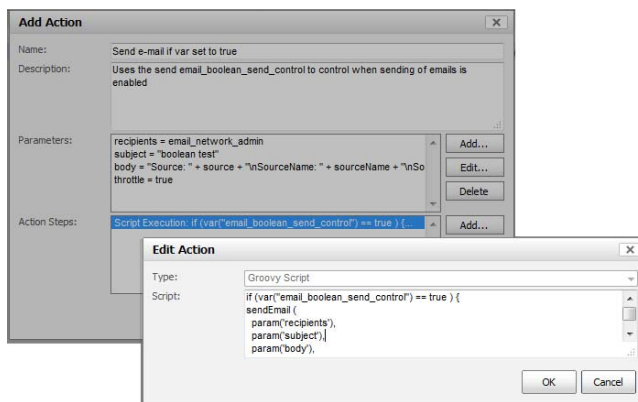 Add Action
Name:
Send e-mail if var set to true
Description:
Uses the send email_boolean_send_control to control when sending of emails is
enabled
Parameters:
recipients = email_network_admin
subject = "boolean test"
body = "Source: " + source + "\nSourceName: " + sourceName + "\nSo
throttle = true
Add...
Edit...
Delete
Action Steps:
Script Execution: if (var("email_boolean_send_control") == true ) {...
Add...
Edit Action
Type:
Groovy Script
Script:
if (var("email_boolean_send_control") == true ) {
sendEmail (
param('recipients'),
param('subject'),
param('body'),
OK
Cancel